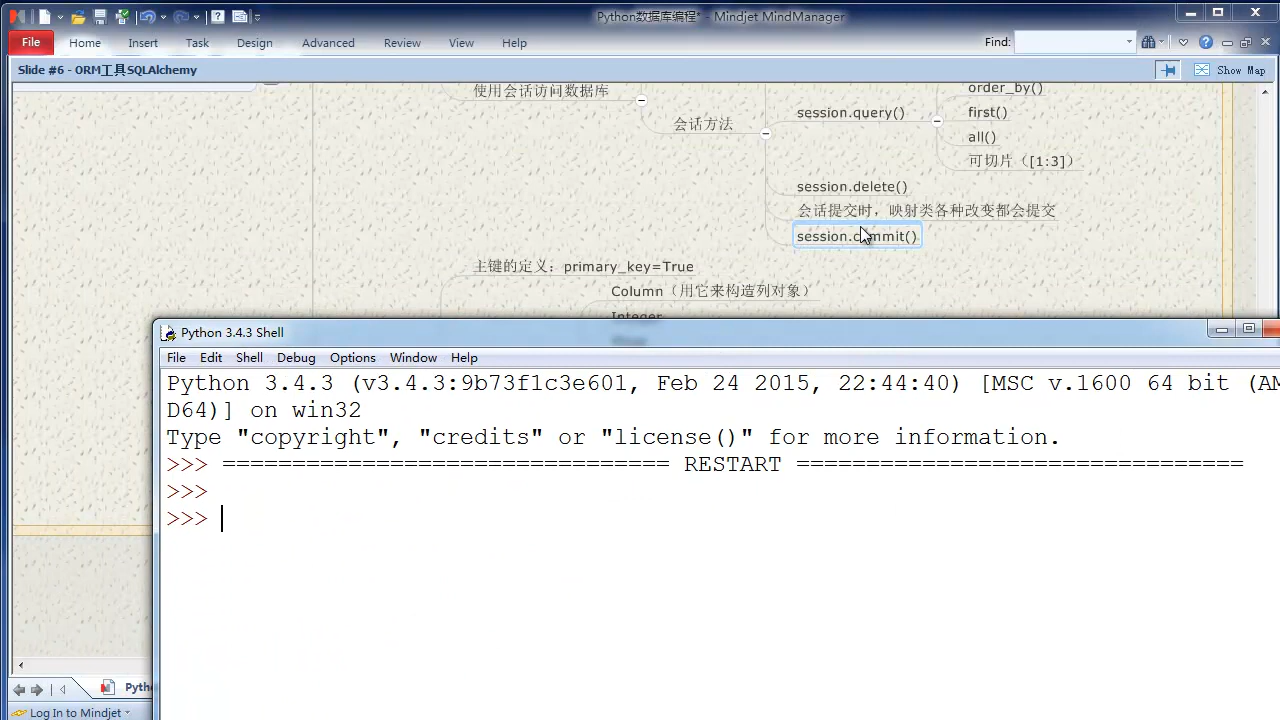 Python数据库编程* - Mindjet MindManager
File Home Insert Task Design Advanced Review View Help Find:
Slide #6 - ORM工具SQLAlchemy Show Map
order_by()
使用会话访问数据库
session.query()
first()
会话方法
all()
可切片（[1:3]）
session.delete()
会话提交时，映射类各种改变都会提交
session.commit()
主键的定义：primary_key=True
Column（用它来构造列对象）
Integer
Python 3.4.3 Shell
File Edit Shell Debug Options Window Help
Python 3.4.3 (v3.4.3:9b73f1c3e601, Feb 24 2015, 22:44:40) [MSC v.1600 64 bit (AM
D64)] on win32
Type "copyright", "credits" or "license()" for more information.
>>> ================================ RESTART ================================
>>>
>>>
Pytho
Log In to Mindjet